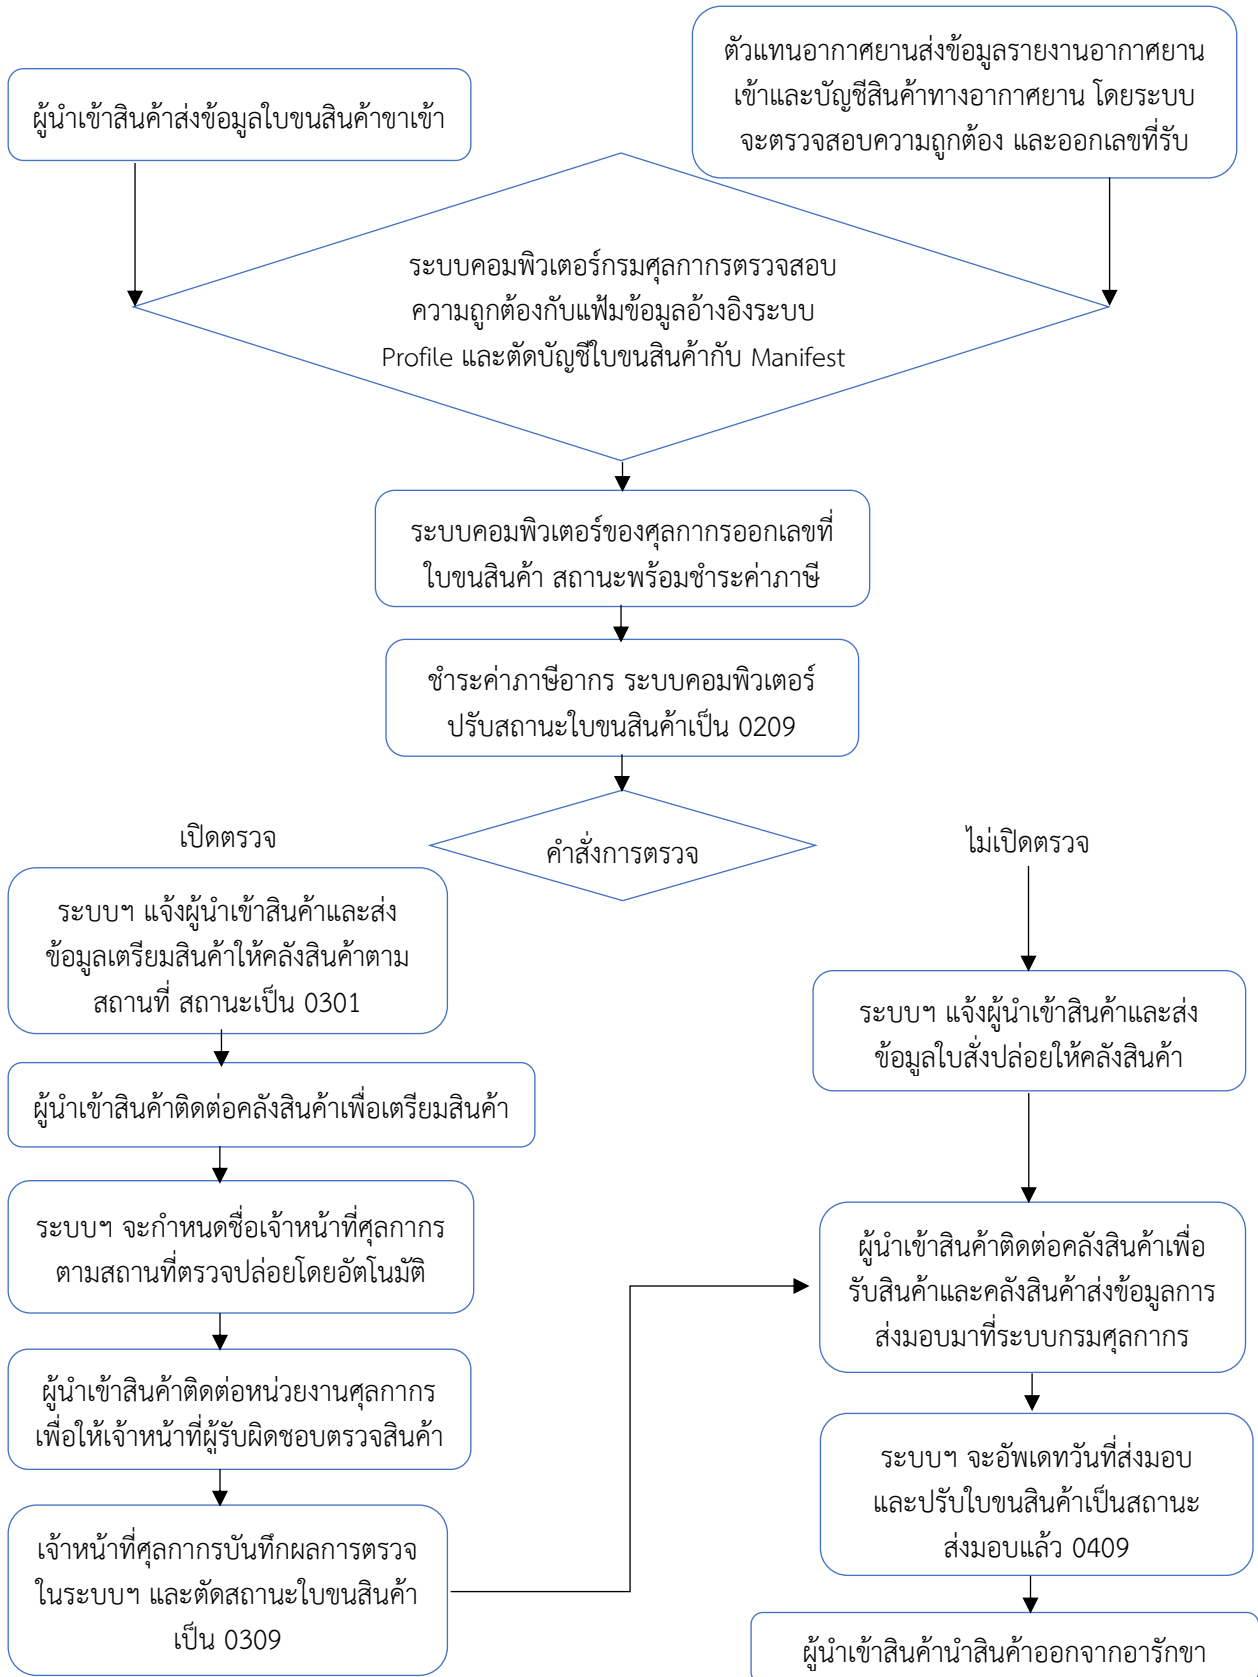 ผู้นำเข้าสินค้าส่งข้อมูลใบขนสินค้าขาเข้า
ตัวแทนอากาศยานส่งข้อมูลรายงานอากาศยาน
เข้าและบัญชีสินค้าทางอากาศยาน โดยระบบ
จะตรวจสอบความถูกต้อง และออกเลขที่รับ
ระบบคอมพิวเตอร์กรมศุลกากรตรวจสอบ
ความถูกต้องกับแฟ้มข้อมูลอ้างอิงระบบ
Profile และตัดบัญชีใบขนสินค้ากับ Manifest
ระบบคอมพิวเตอร์ของศุลกากรออกเลขที่
ใบขนสินค้า สถานะพร้อมชำระค่าภาษี
ชำระค่าภาษีอากร ระบบคอมพิวเตอร์
ปรับสถานะใบขนสินค้าเป็น 0209
คำสั่งการตรวจ
เปิดตรวจ
ระบบฯ แจ้งผู้นำเข้าสินค้าและส่ง
ข้อมูลเตรียมสินค้าให้คลังสินค้าตาม
สถานที่ สถานะเป็น 0301
ผู้นำเข้าสินค้าติดต่อคลังสินค้าเพื่อเตรียมสินค้า
ระบบฯ จะกำหนดชื่อเจ้าหน้าที่ศุลกากร
ตามสถานที่ตรวจปล่อยโดยอัตโนมัติ
ผู้นำเข้าสินค้าติดต่อหน่วยงานศุลกากร
เพื่อให้เจ้าหน้าที่ผู้รับผิดชอบตรวจสินค้า
เจ้าหน้าที่ศุลกากรบันทึกผลการตรวจ
ในระบบฯ และตัดสถานะใบขนสินค้า
เป็น 0309
ไม่เปิดตรวจ
ระบบฯ แจ้งผู้นำเข้าสินค้าและส่ง
ข้อมูลใบสั่งปล่อยให้คลังสินค้า
ผู้นำเข้าสินค้าติดต่อคลังสินค้าเพื่อ
รับสินค้าและคลังสินค้าส่งข้อมูลการ
ส่งมอบมาที่ระบบกรมศุลกากร
ระบบฯ จะอัพเดทวันที่ส่งมอบ
และปรับใบขนสินค้าเป็นสถานะ
ส่งมอบแล้ว 0409
ผู้นำเข้าสินค้านำสินค้าออกจากอารักขา